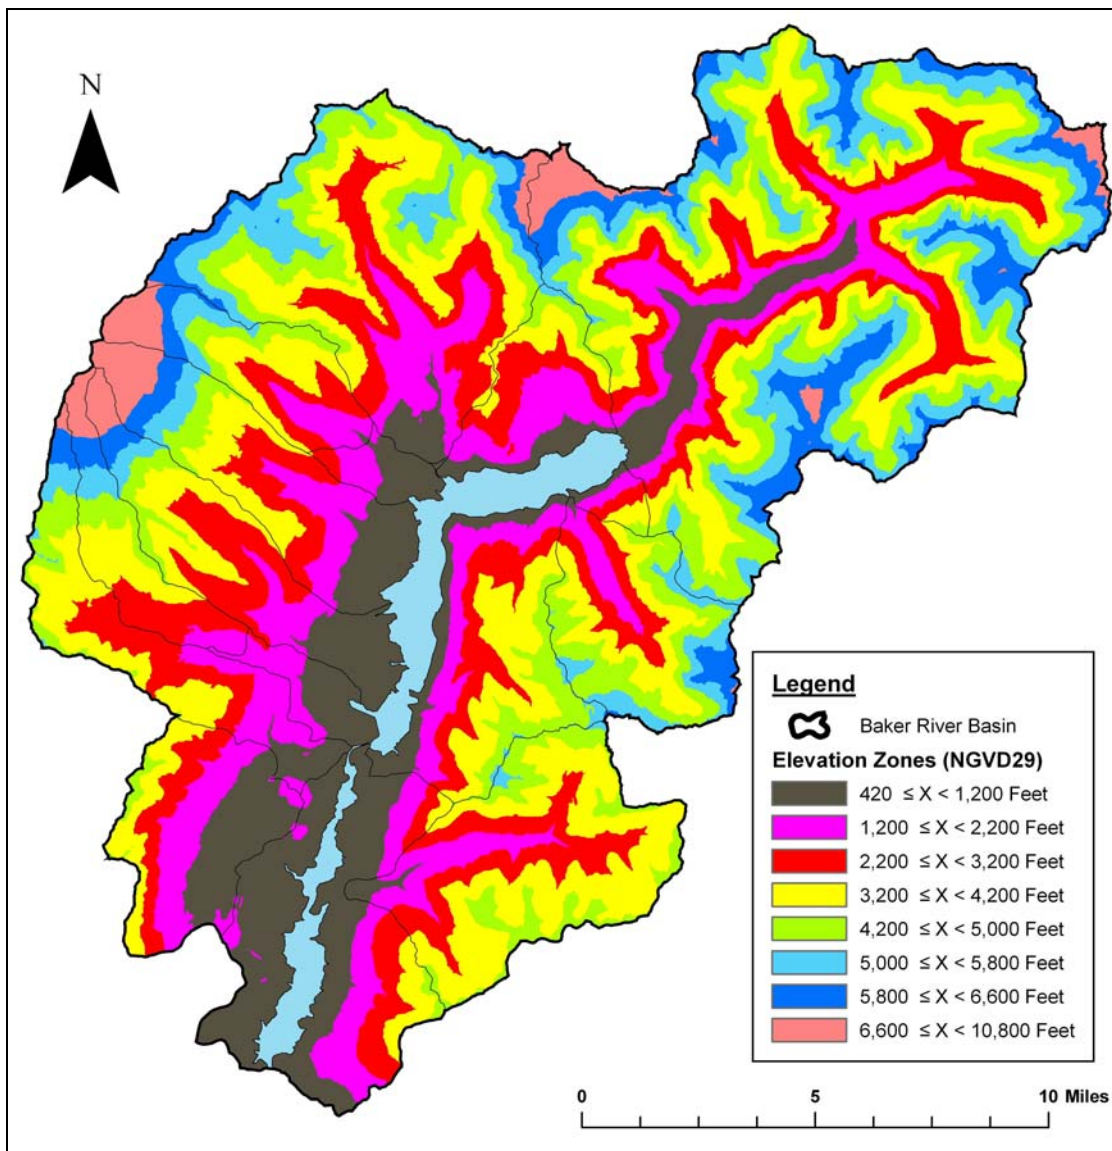 N
Legend
Baker River Basin
Elevation Zones (NGVD29)
420 ≤ X < 1,200 Feet
1,200 ≤ X < 2,200 Feet
2,200 ≤ X < 3,200 Feet
3,200 ≤ X < 4,200 Feet
4,200 ≤ X < 5,000 Feet
5,000 ≤ X < 5,800 Feet
5,800 ≤ X < 6,600 Feet
6,600 ≤ X < 10,800 Feet
0 5 10 Miles